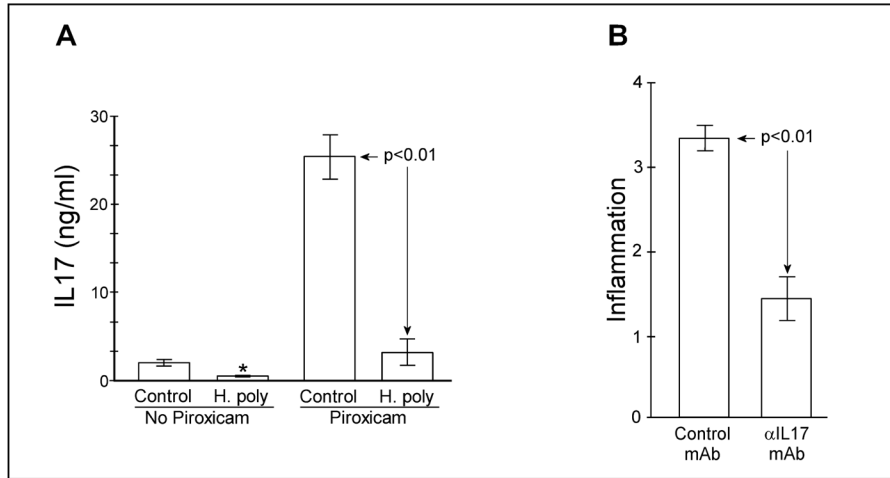 A
IL17 (ng/ml)
30
20
10
0
*
p<0.01
Control H. poly Control H. poly
No Piroxicam Piroxicam
B
Inflammation
4
3
2
1
0
p<0.01
Control mAb
αIL17 mAb